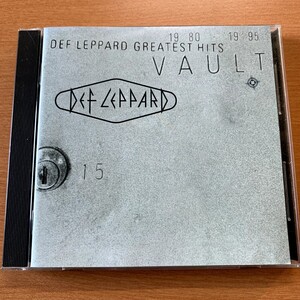 19 80 - 19 95
DEF LEPPARD GREATEST HITS
VAULT
DEF LEPPARD
15